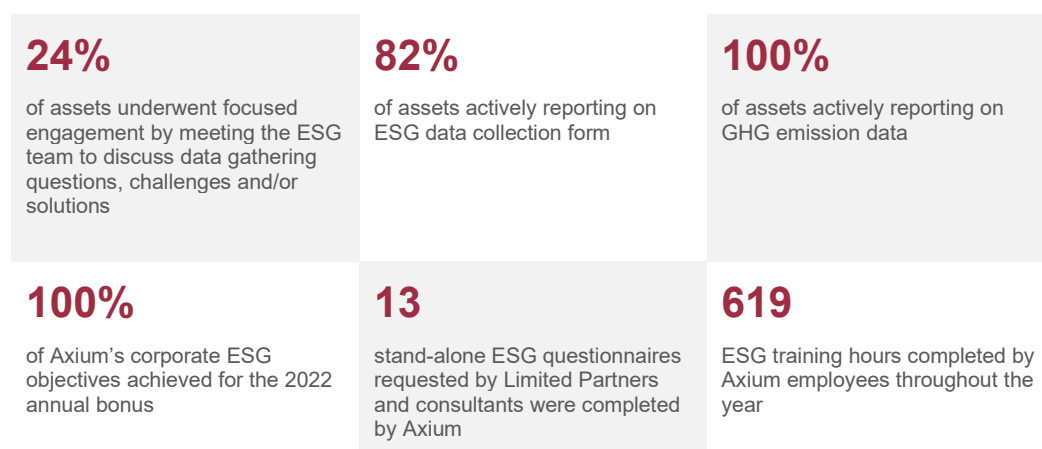 24%
of assets underwent focused
engagement by meeting the ESG
team to discuss data gathering
questions, challenges and/or
solutions
82%
of assets actively reporting on
ESG data collection form
100%
of assets actively reporting on
GHG emission data
100%
of Axium’s corporate ESG
objectives achieved for the 2022
annual bonus
13
stand-alone ESG questionnaires
requested by Limited Partners
and consultants were completed
by Axium
619
ESG training hours completed by
Axium employees throughout the
year